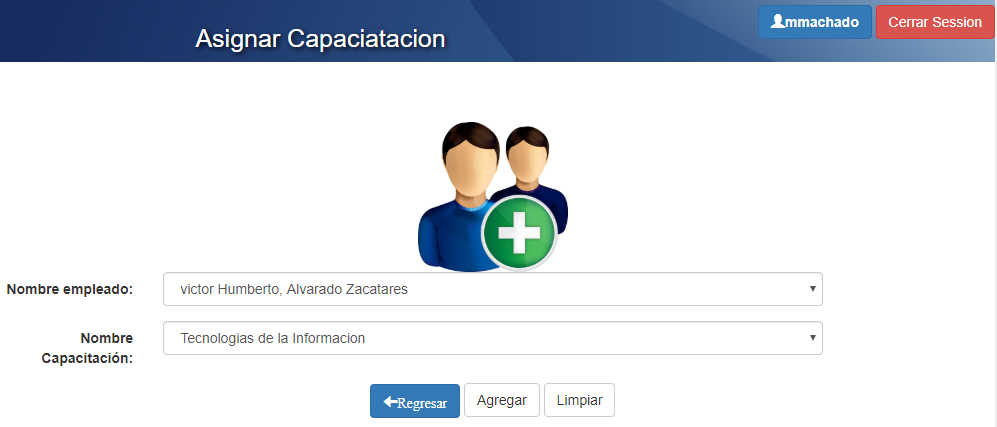 mmachado
Cerrar Session
Asignar Capaciatacion
Nombre empleado:
victor Humberto, Alvarado Zacatares
Nombre
Capacitación:
Tecnologias de la Informacion
Regresar
Agregar
Limpiar